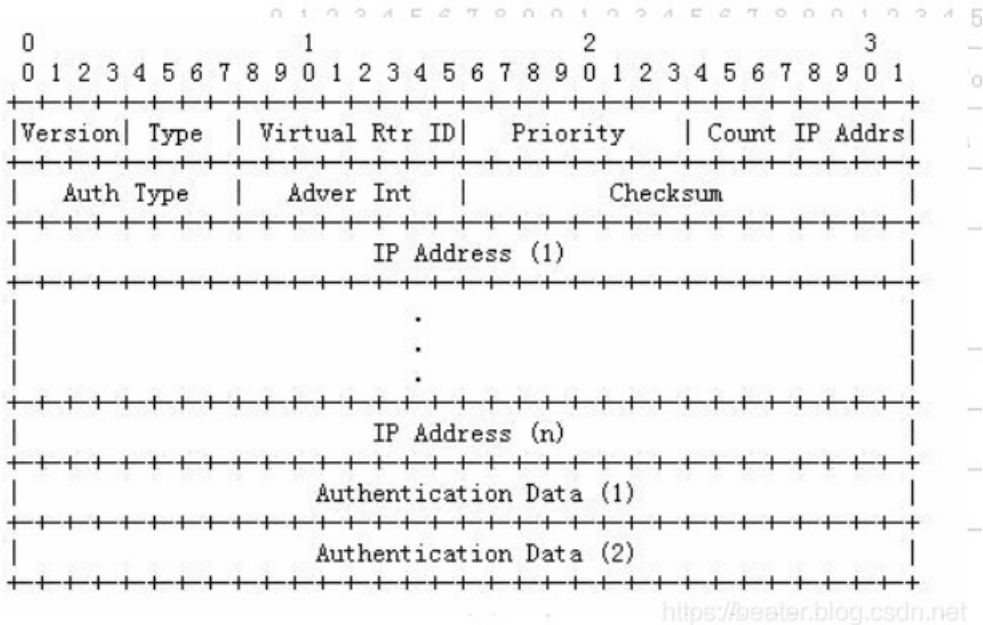 0 1 2 3
0 1 2 3 4 5 6 7 8 9 0 1 2 3 4 5 6 7 8 9 0 1 2 3 4 5 6 7 8 9 0 1
+-+-+-+-+-+-+-+-+-+-+-+-+-+-+-+-+-+-+-+-+-+-+-+-+-+-+-+-+-+-+-+-+
|Version| Type | Virtual Rtr ID| Priority | Count IP Addrs|
+-+-+-+-+-+-+-+-+-+-+-+-+-+-+-+-+-+-+-+-+-+-+-+-+-+-+-+-+-+-+-+-+
| Auth Type | Adver Int | Checksum |
+-+-+-+-+-+-+-+-+-+-+-+-+-+-+-+-+-+-+-+-+-+-+-+-+-+-+-+-+-+-+-+-+
| IP Address (1) |
+-+-+-+-+-+-+-+-+-+-+-+-+-+-+-+-+-+-+-+-+-+-+-+-+-+-+-+-+-+-+-+-+
| . |
| . |
| . |
+-+-+-+-+-+-+-+-+-+-+-+-+-+-+-+-+-+-+-+-+-+-+-+-+-+-+-+-+-+-+-+-+
| IP Address (n) |
+-+-+-+-+-+-+-+-+-+-+-+-+-+-+-+-+-+-+-+-+-+-+-+-+-+-+-+-+-+-+-+-+
| Authentication Data (1) |
+-+-+-+-+-+-+-+-+-+-+-+-+-+-+-+-+-+-+-+-+-+-+-+-+-+-+-+-+-+-+-+-+
| Authentication Data (2) |
+-+-+-+-+-+-+-+-+-+-+-+-+-+-+-+-+-+-+-+-+-+-+-+-+-+-+-+-+-+-+-+-+
https://beater.blog.csdn.net